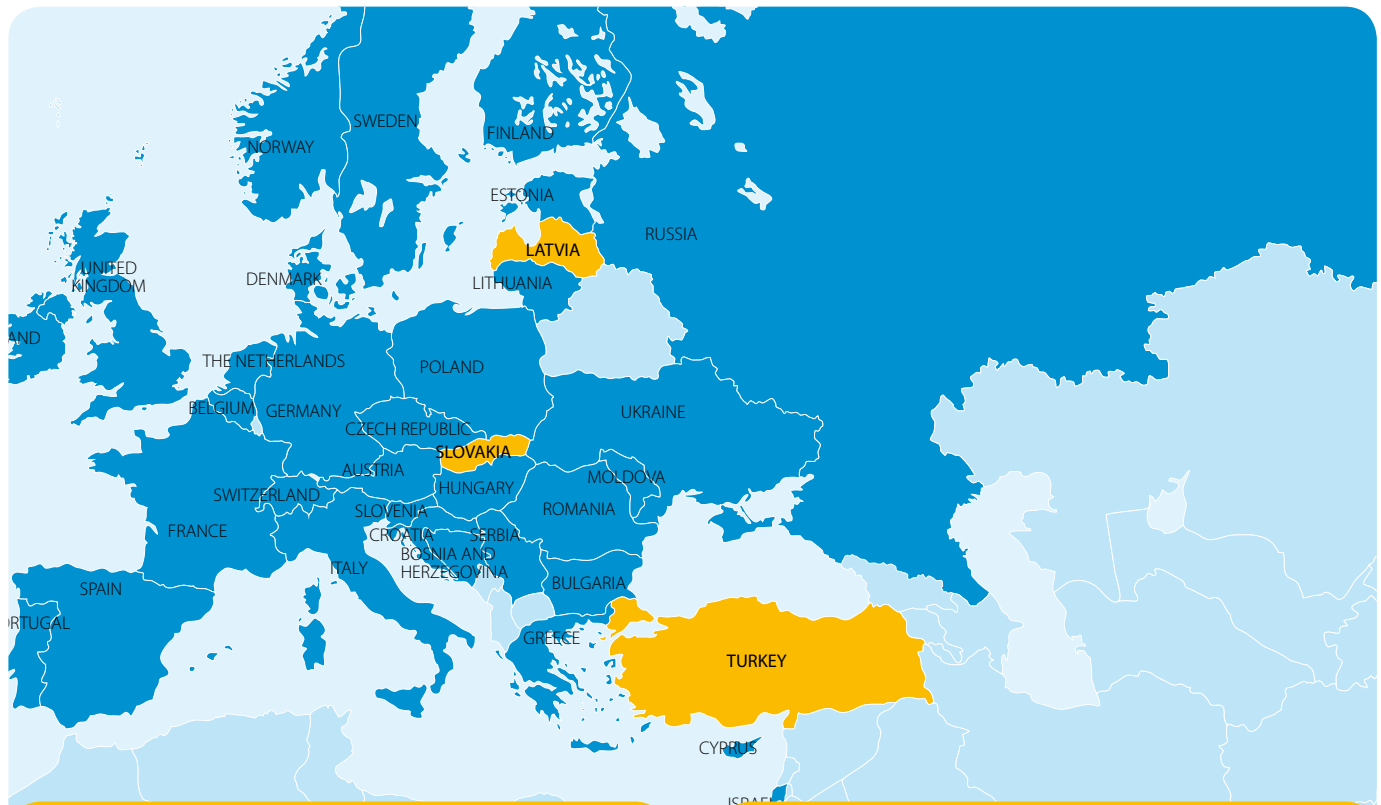 SWEDEN
FINLAND
NORWAY
ESTONIA
RUSSIA
LATVIA
UNITED
KINGDOM
DENMARK
LITHUANIA
AND
THE NETHERLANDS
POLAND
BELGIUM
GERMANY
UKRAINE
CZECH REPUBLIC
SLOVAKIA
AUSTRIA
MOLDOVA
HUNGARY
SWITZERLAND
ROMANIA
SLOVENIA
FRANCE
CROATIA
SERBIA
BOSNIA AND
HERZEGOVINA
ITALY
BULGARIA
SPAIN
ORTUGAL
GREECE
TURKEY
CYPRUS
ISRAEL